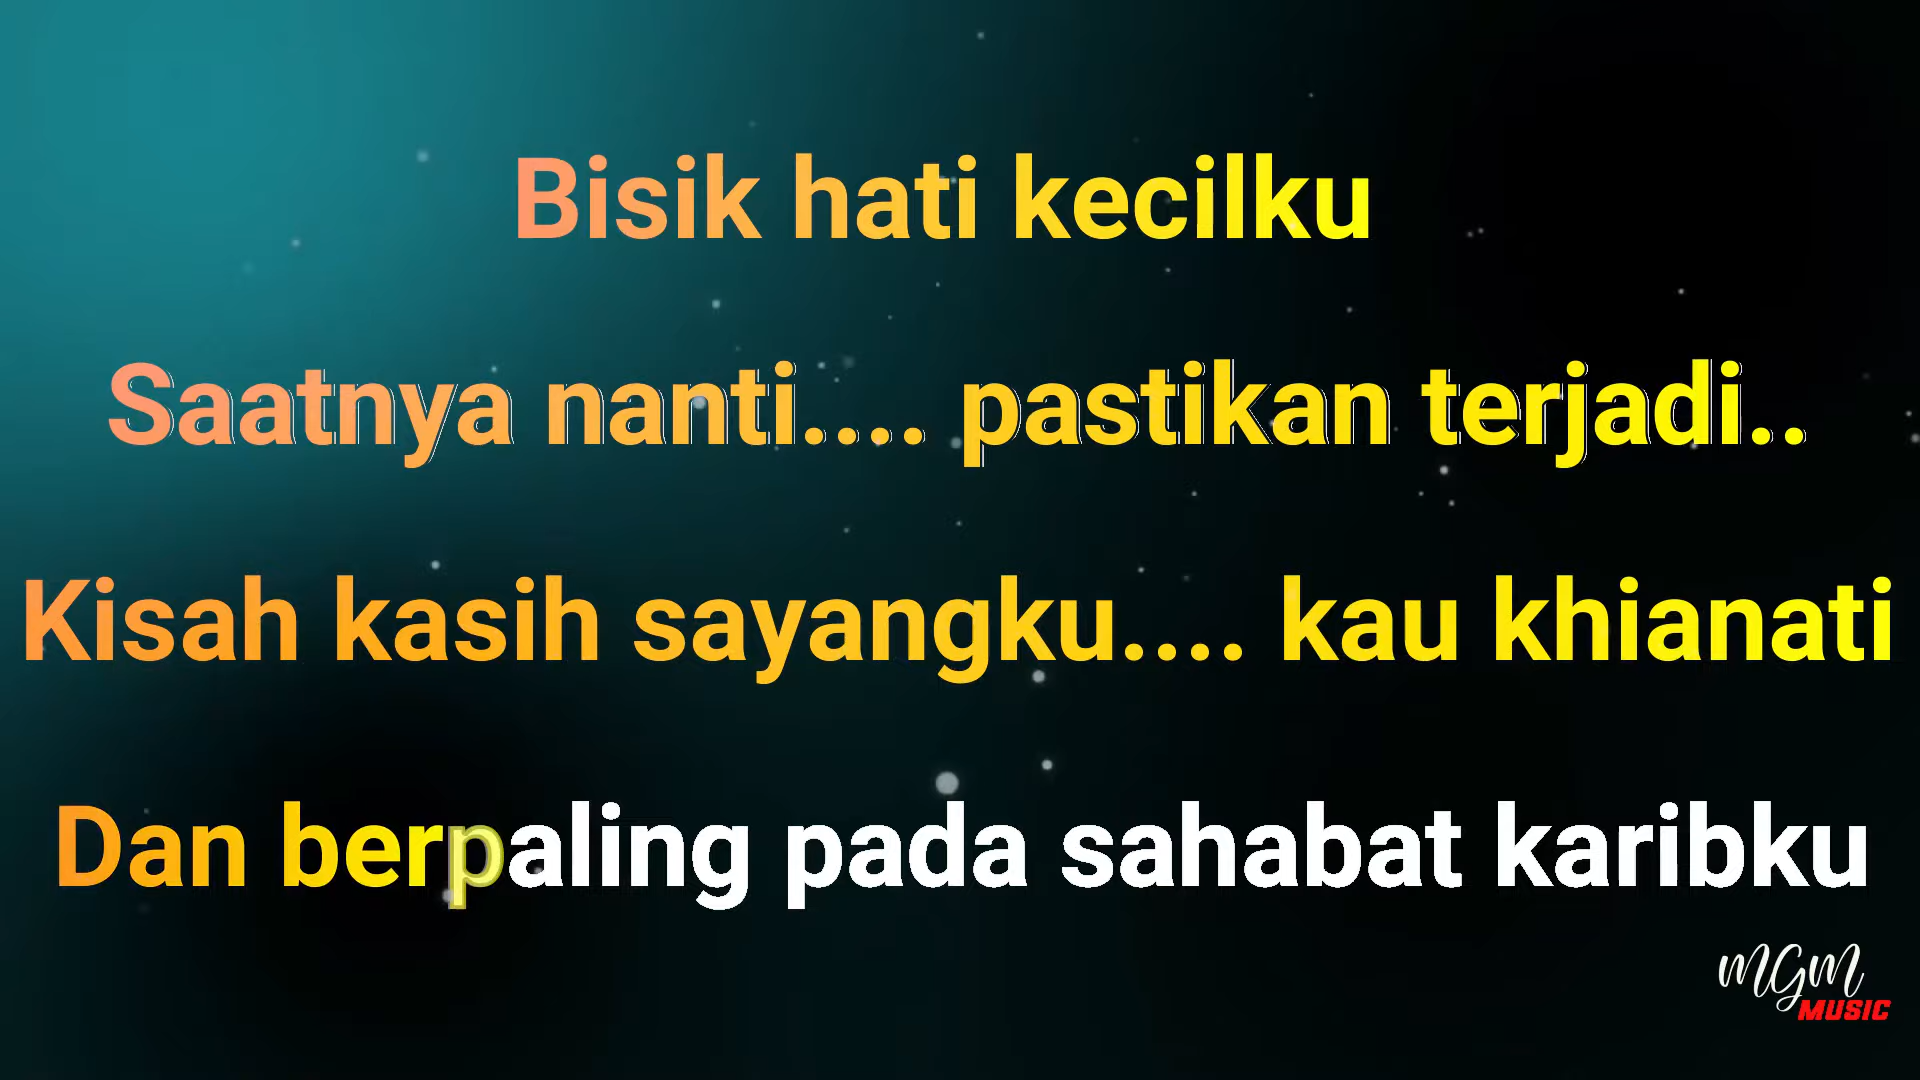 Bisik hati kecilku
Saatnya nanti.... pastikan terjadi..
Kisah kasih sayangku.... kau khianati
Dan berpaling pada sahabat karibku
MGM
MUSIC